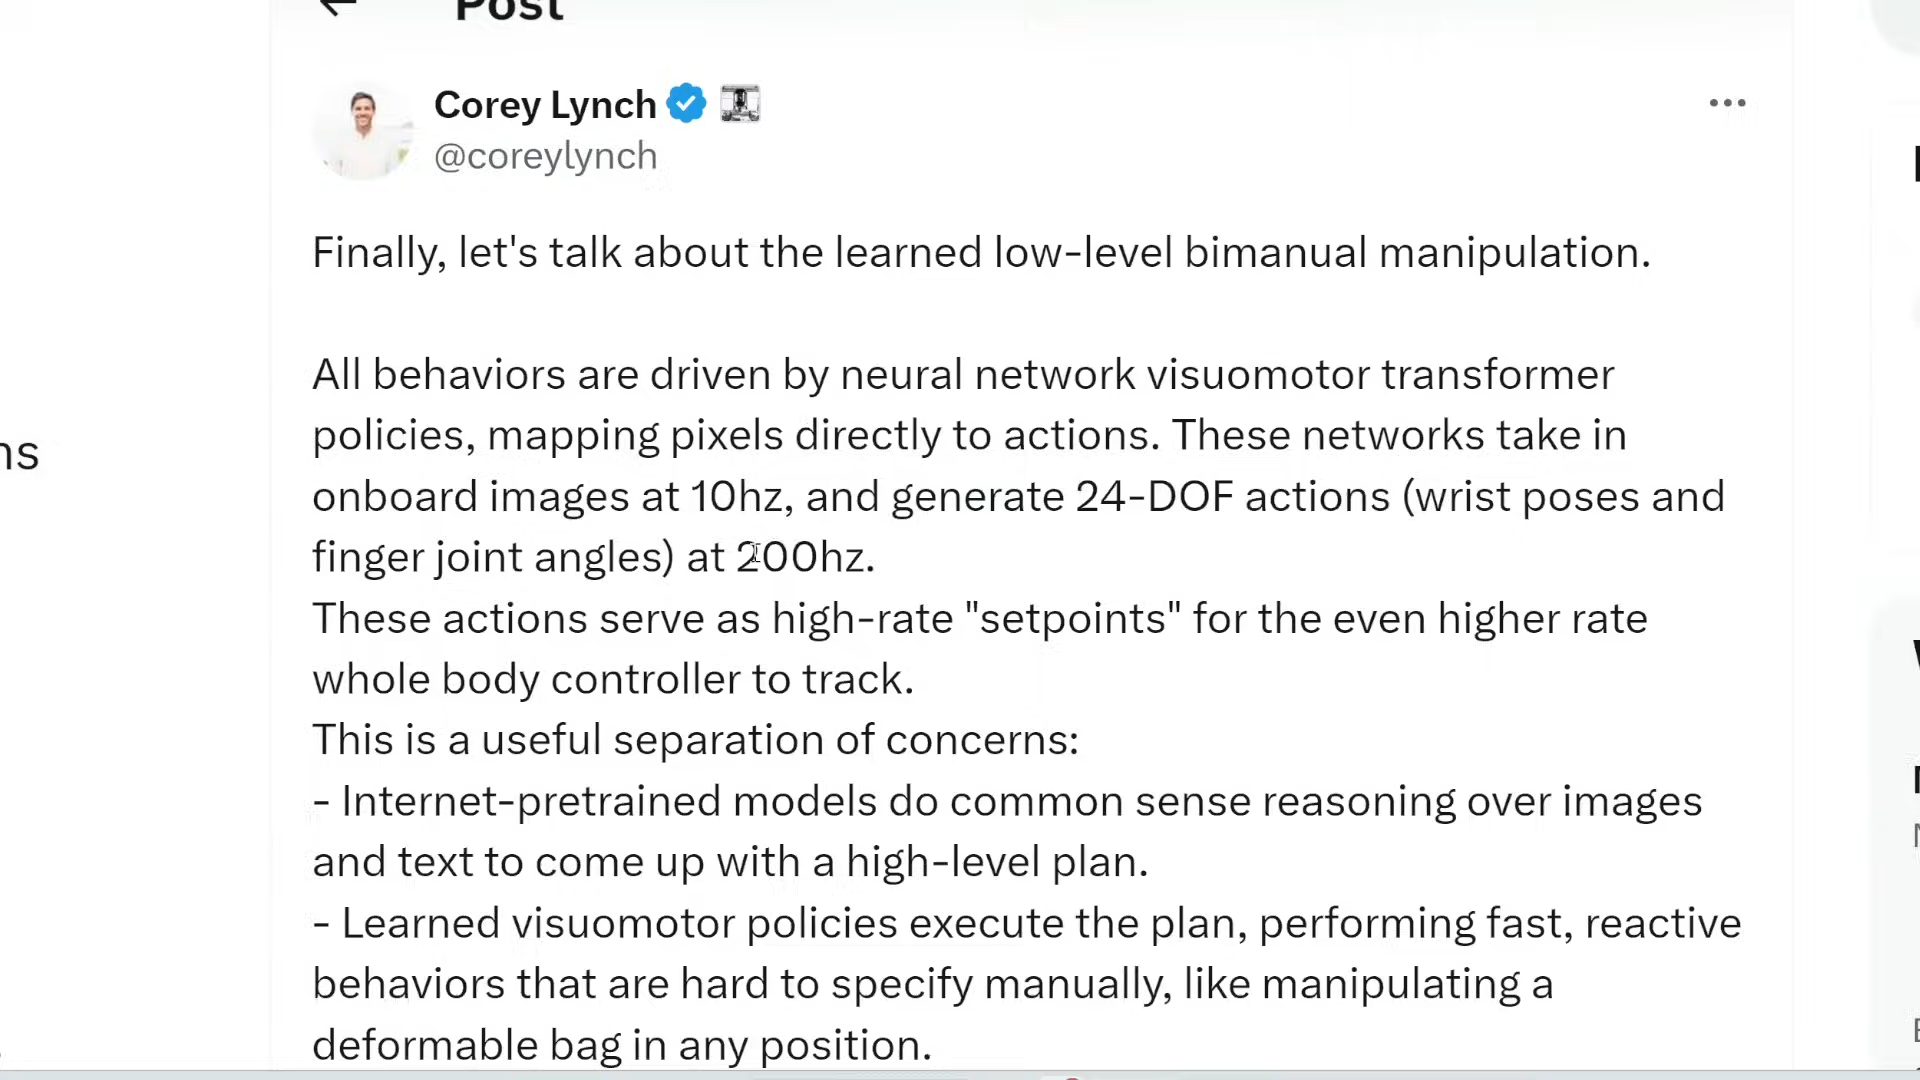 Post
Corey Lynch
@coreylynch
Finally, let's talk about the learned low-level bimanual manipulation.
All behaviors are driven by neural network visuomotor transformer
policies, mapping pixels directly to actions. These networks take in
onboard images at 10hz, and generate 24-DOF actions (wrist poses and
finger joint angles) at 200hz.
These actions serve as high-rate "setpoints" for the even higher rate
whole body controller to track.
This is a useful separation of concerns:
- Internet-pretrained models do common sense reasoning over images
and text to come up with a high-level plan.
- Learned visuomotor policies execute the plan, performing fast, reactive
behaviors that are hard to specify manually, like manipulating a
deformable bag in any position.